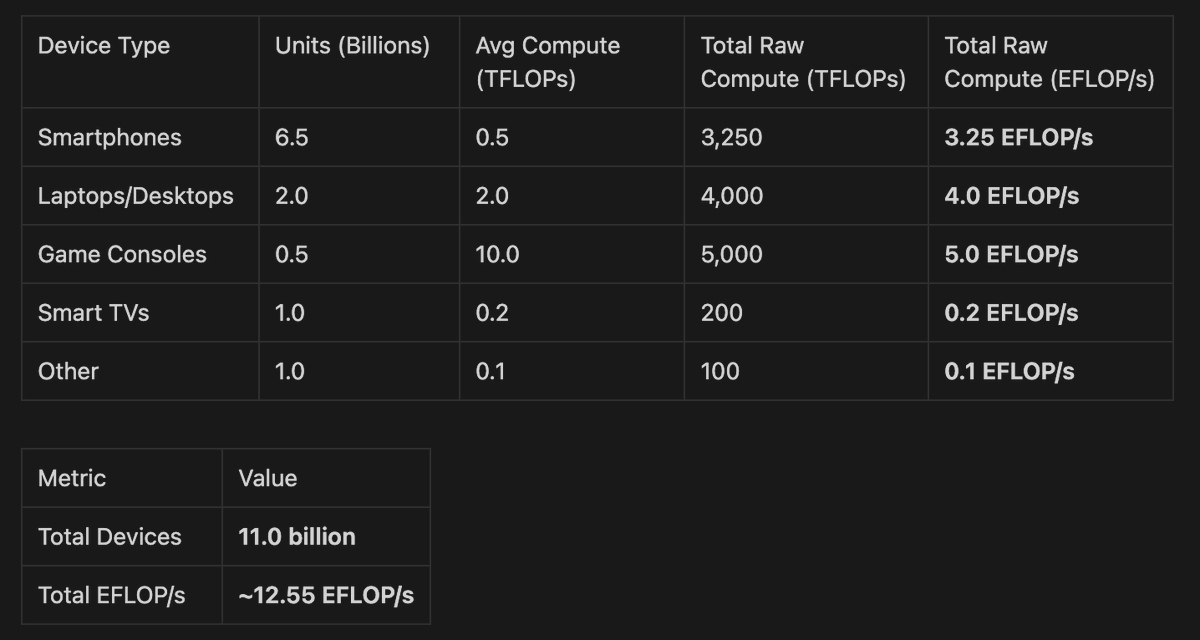 Device Type Units (Billions) Avg Compute Total Raw Total Raw
(TFLOPs) Compute (TFLOPs) Compute (EFLOP/s)
Smartphones 6.5 0.5 3,250 3.25 EFLOP/s
Laptops/Desktops 2.0 2.0 4,000 4.0 EFLOP/s
Game Consoles 0.5 10.0 5,000 5.0 EFLOP/s
Smart TVs 1.0 0.2 200 0.2 EFLOP/s
Other 1.0 0.1 100 0.1 EFLOP/s
Metric Value
Total Devices 11.0 billion
Total EFLOP/s ~12.55 EFLOP/s